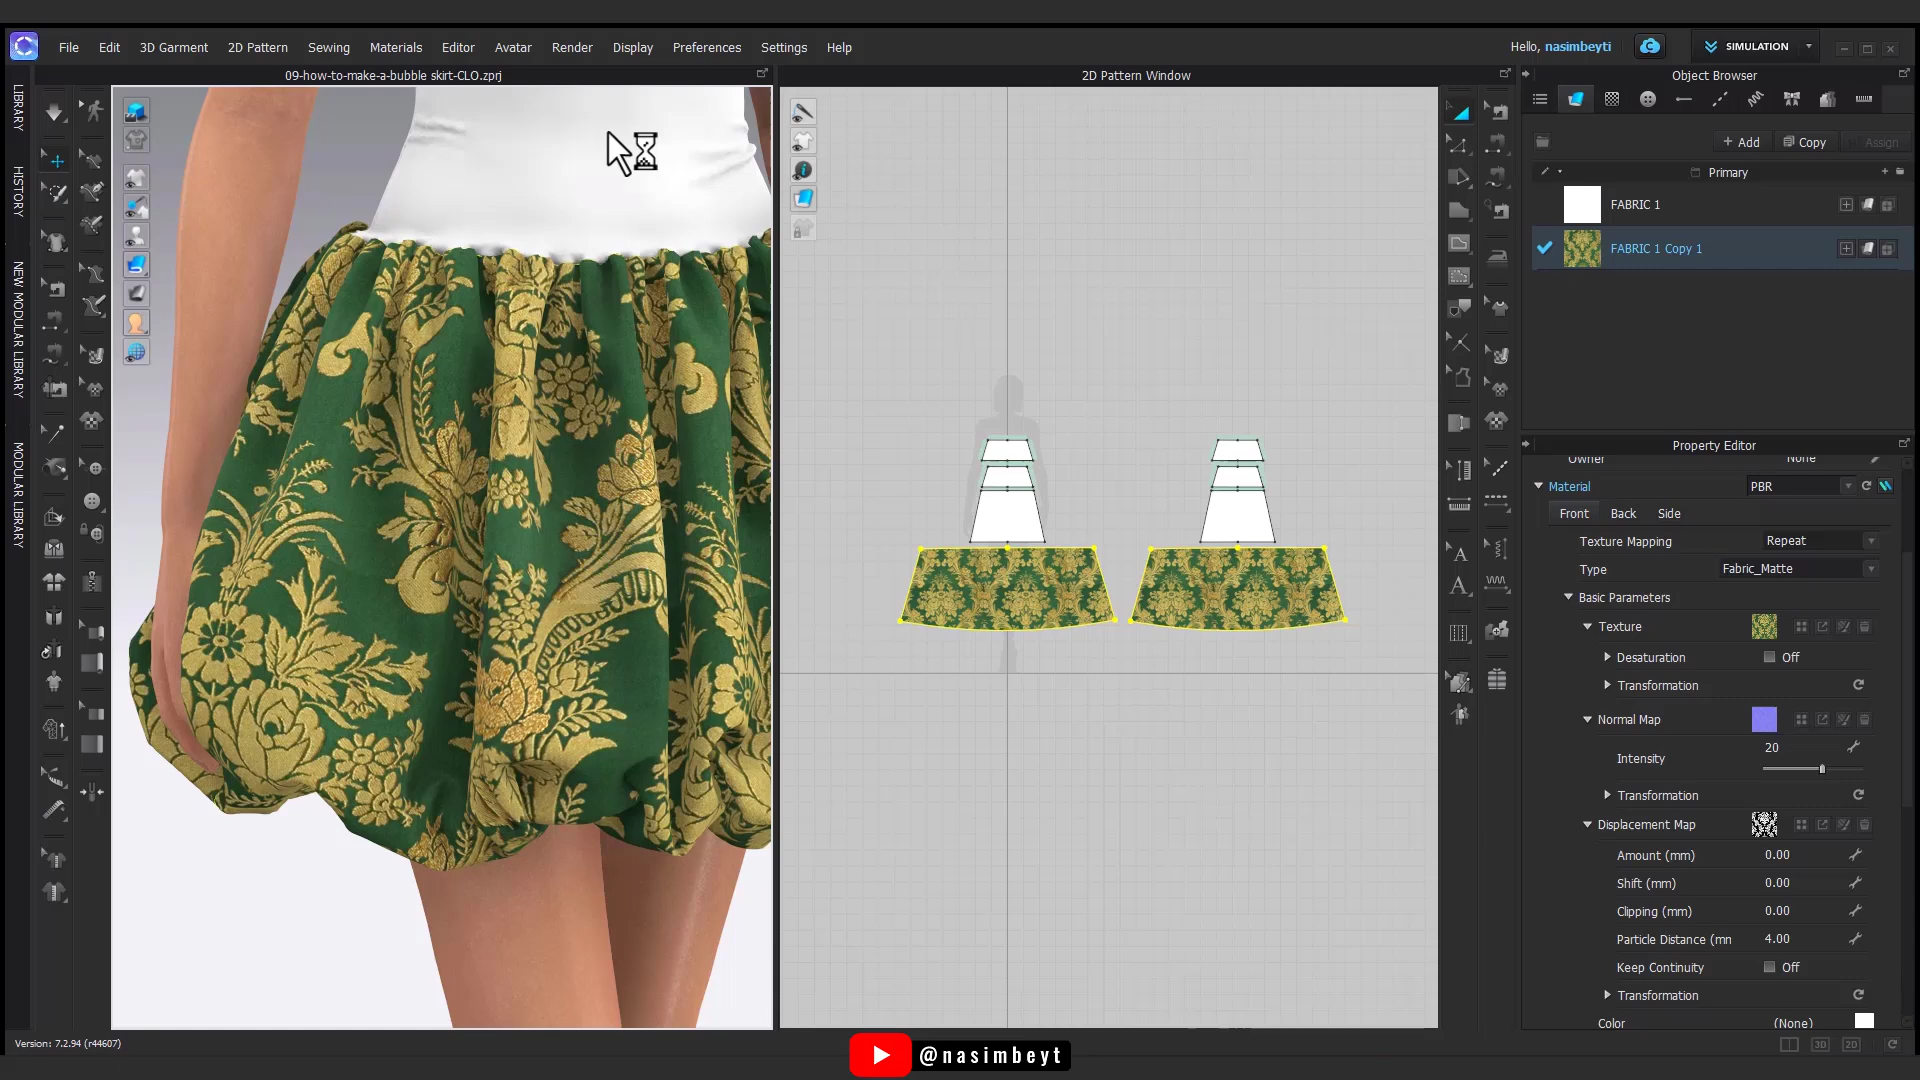 File Edit 3D Garment 2D Pattern Sewing Materials Editor Avatar Render Display Preferences Settings Help
Hello, nasimbeyti
SIMULATION
09-how-to-make-a-bubble skirt-CLO.zprj
2D Pattern Window
Object Browser
LIBRARY
HISTORY
NEW MODULAR LIBRARY
MODULAR LIBRARY
+ Add
Copy
Assign
Primary
FABRIC 1
FABRIC 1 Copy 1
Property Editor
Owner None
Material PBR
Front Back Side
Texture Mapping Repeat
Type Fabric_Matte
Basic Parameters
Texture
Desaturation Off
Transformation
Normal Map
20
Intensity
Transformation
Displacement Map
Amount (mm) 0.00
Shift (mm) 0.00
Clipping (mm) 0.00
Particle Distance (mn 4.00
Keep Continuity Off
Transformation
Color (None)
Version: 7.2.94 (r44607)
3D 2D
@nasimbeyt